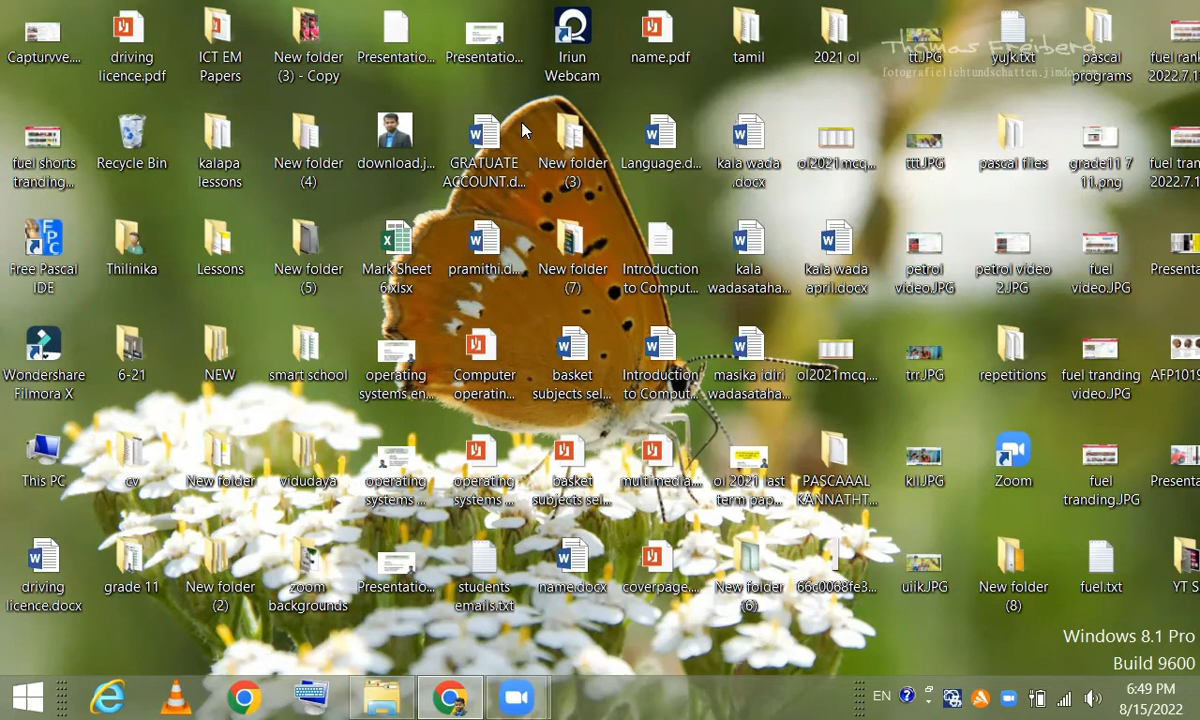 Thomas Freiberg
fotografielichtundschatten.jimdo
Capturvve....
driving
licence.pdf
ICT EM
Papers
New folder
(3) - Copy
Presentatio...
Presentatio...
Iriun
Webcam
name.pdf
tamil
2021 ol
ttt.JPG
yujk.txt
pascal
programs
fuel rank
2022.7.1
fuel shorts
tranding...
Recycle Bin
kalapa
lessons
New folder
(4)
download.j...
GRATUATE
ACCOUNT.d...
New folder
(3)
Language.d...
kala wada
.docx
ol2021mcq...
tttt.JPG
pascal files
grade11 7
11.png
fuel tran
2022.7.1
Free Pascal
IDE
Thilinika
Lessons
New folder
(5)
Mark Sheet
6.xlsx
pramithi.d...
New folder
(7)
Introduction
to Comput...
kala
wadasataha...
kala wada
april.docx
petrol
video.JPG
petrol video
2.JPG
fuel
video.JPG
Presenta
Wondershare
Filmora X
6-21
NEW
smart school
operating
systems.en...
Computer
operatin...
basket
subjects sel...
Introduction
to Comput...
masika idiri
wadasataha...
ol2021mcq....
trr.JPG
repetitions
fuel tranding
video.JPG
AFP1019
This PC
cv
New folder
vidudaya
operating
systems ...
operating
systems ...
basket
subjects sel...
multimedia...
ol 2021 last
term pap...
PASCAAAL
KANNATHT...
kii.JPG
Zoom
fuel
tranding.JPG
Presenta
driving
licence.docx
grade 11
New folder
(2)
zoom
backgrounds
Presentatio...
students
emails.txt
name.docx
coverpage....
New folder
(6)
66c0068fe3...
uiik.JPG
New folder
(8)
fuel.txt
YT S
Windows 8.1 Pro
Build 9600
EN
6:49 PM
8/15/2022